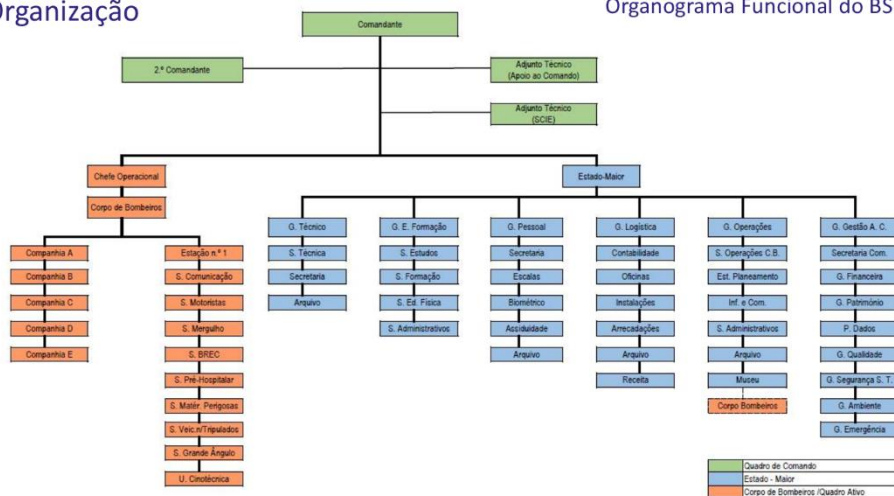 Organização
Organograma Funcional do BS
Comandante
2.º Comandante
Adjunto Técnico
(Apoio ao Comando)
Adjunto Técnico
(SCIE)
Chefe Operacional
Estado-Maior
Corpo de Bombeiros
Companhia A
Companhia B
Companhia C
Companhia D
Companhia E
Estação n.º 1
S. Comunicação
S. Motoristas
S. Mergulho
S. BREC
S. Pré-Hospitalar
S. Matér. Perigosas
S. Veic.n/Tripulados
S. Grande Ângulo
U. Cinotécnica
G. Técnico
S. Técnica
Secretaria
Arquivo
G. E. Formação
S. Estudos
S. Formação
S. Ed. Física
S. Administrativos
G. Pessoal
Secretaria
Escalas
Biométrico
Assiduidade
Arquivo
G. Logística
Contabilidade
Oficinas
Instalações
Arrecadações
Arquivo
Receita
G. Operações
S. Operações C.B.
Est. Planeamento
Inf. e Com.
S. Administrativos
Arquivo
Museu
Corpo Bombeiros
G. Gestão A. C.
Secretaria Com.
G. Financeira
G. Património
P. Dados
G. Qualidade
G. Segurança S. T.
G. Ambiente
G. Emergência
Quadro de Comando
Estado - Maior
Corpo de Bombeiros /Quadro Ativo